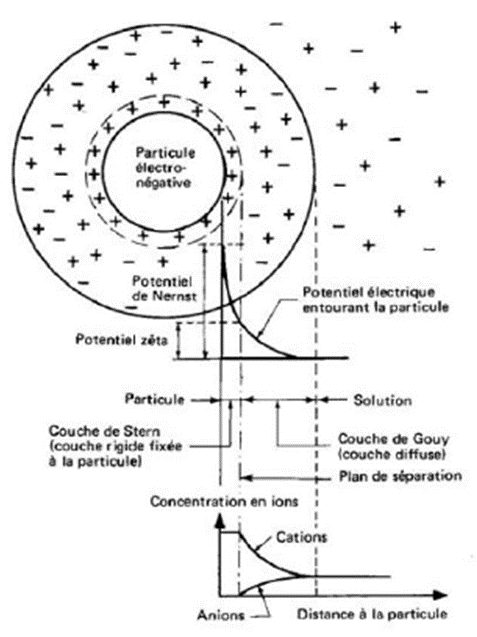 Particule
électro-
négative
Potentiel
de Nernst
Potentiel électrique
entourant la particule
Potentiel zêta
Particule
Solution
Couche de Stern
(couche rigide fixée
à la particule)
Couche de Gouy
(couche diffuse)
Plan de séparation
Concentration en ions
Cations
Anions
Distance à la particule